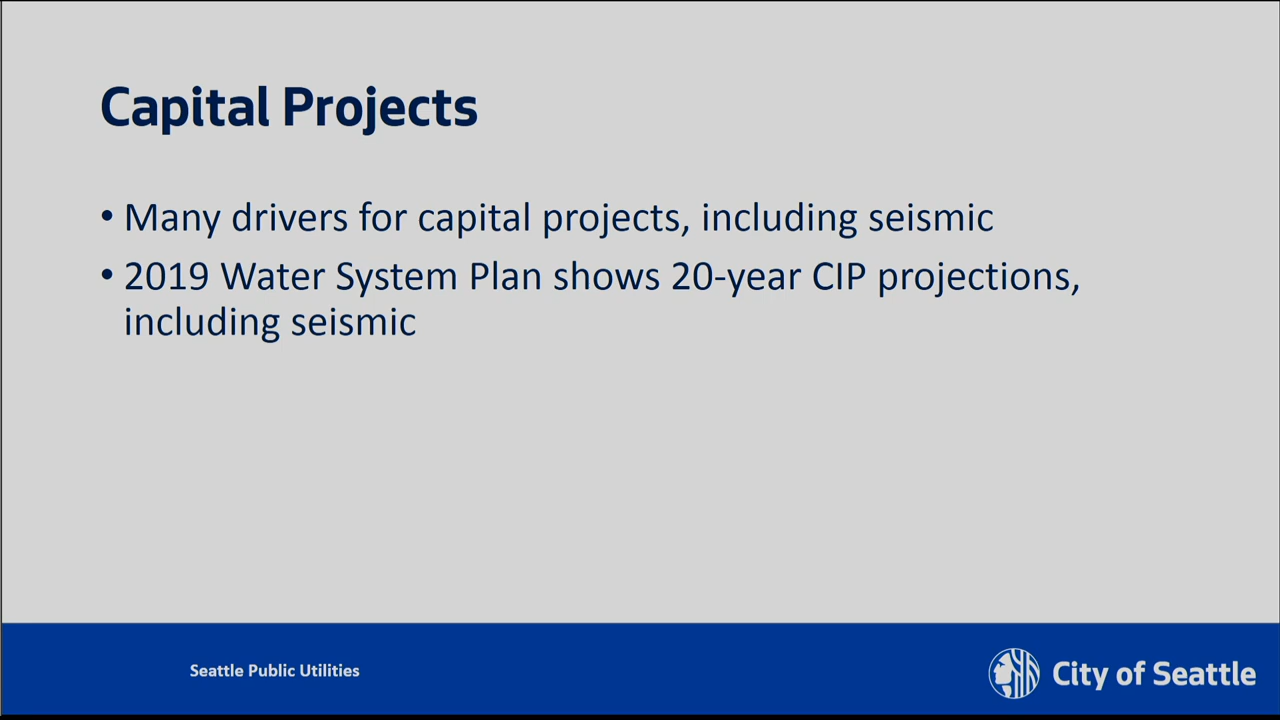 Capital Projects
• Many drivers for capital projects, including seismic
• 2019 Water System Plan shows 20-year CIP projections,
including seismic
Seattle Public Utilities
City of Seattle